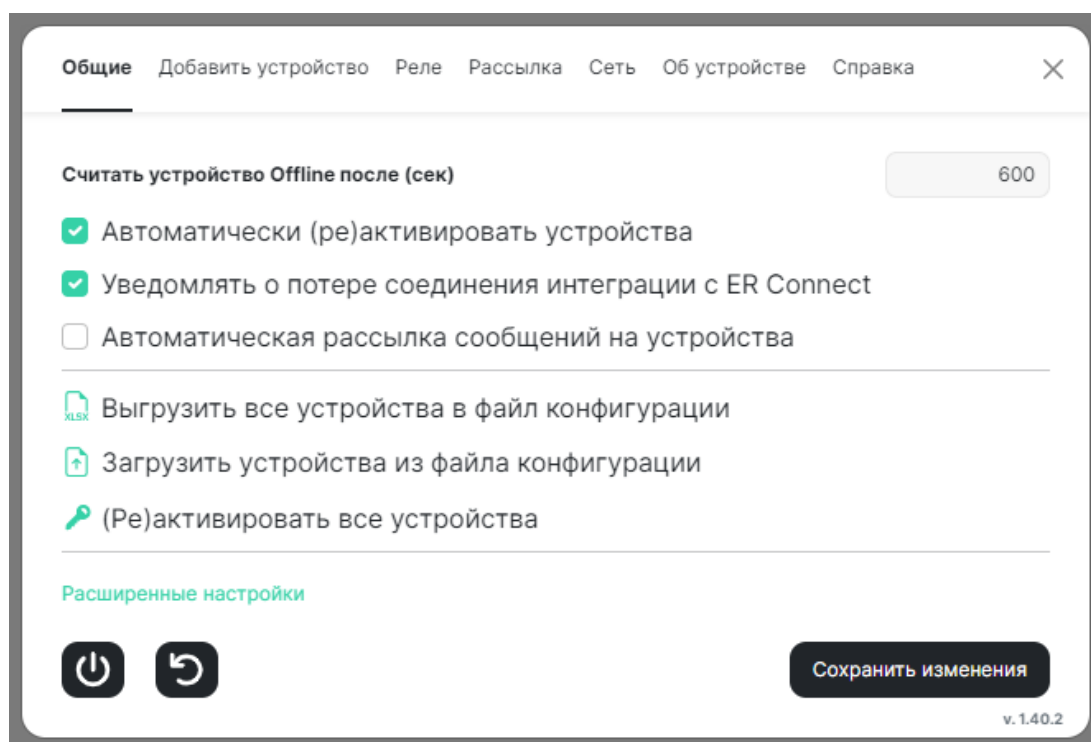 Общие Добавить устройство Реле Рассылка Сеть Об устройстве Справка
Считать устройство Offline после (сек) 600
Автоматически (ре)активировать устройства
Уведомлять о потере соединения интеграции с ER Connect
Автоматическая рассылка сообщений на устройства
XLSX Выгрузить все устройства в файл конфигурации
Загрузить устройства из файла конфигурации
(Ре)активировать все устройства
Расширенные настройки
Сохранить изменения
v. 1.40.2